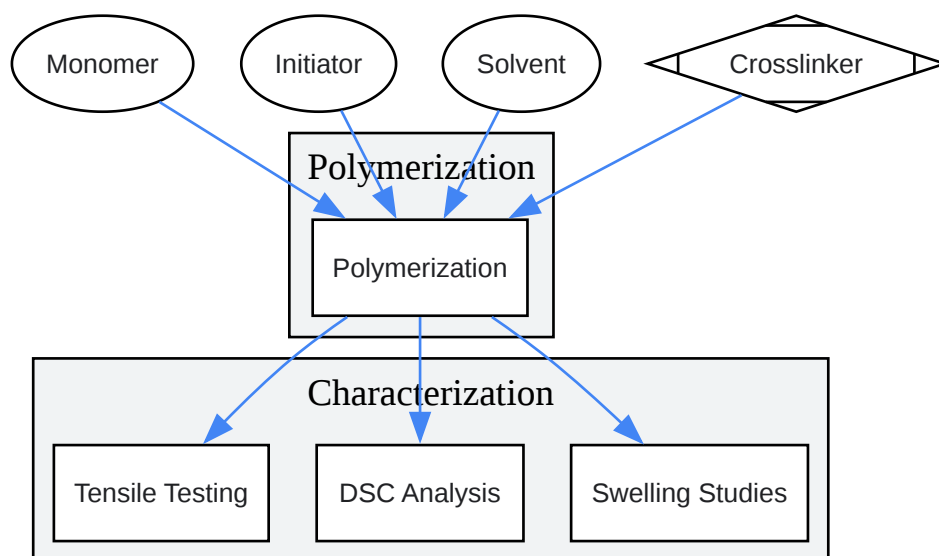 Monomer
Initiator
Solvent
Crosslinker
Polymerization
Polymerization
Characterization
Tensile Testing
DSC Analysis
Swelling Studies